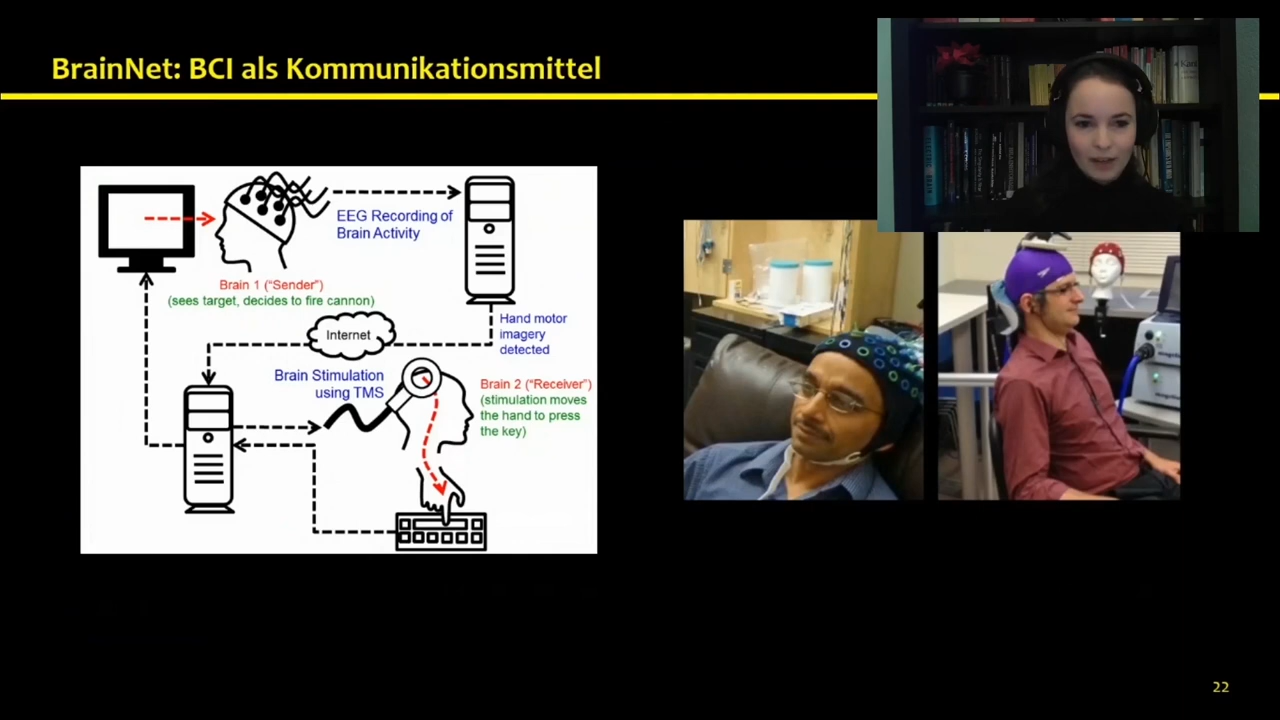 BrainNet: BCI als Kommunikationsmittel
EEG Recording of
Brain Activity
Brain 1 ("Sender")
(sees target, decides to fire cannon)
Internet
Hand motor
imagery
detected
Brain Stimulation
using TMS
Brain 2 ("Receiver")
(stimulation moves
the hand to press
the key)
22